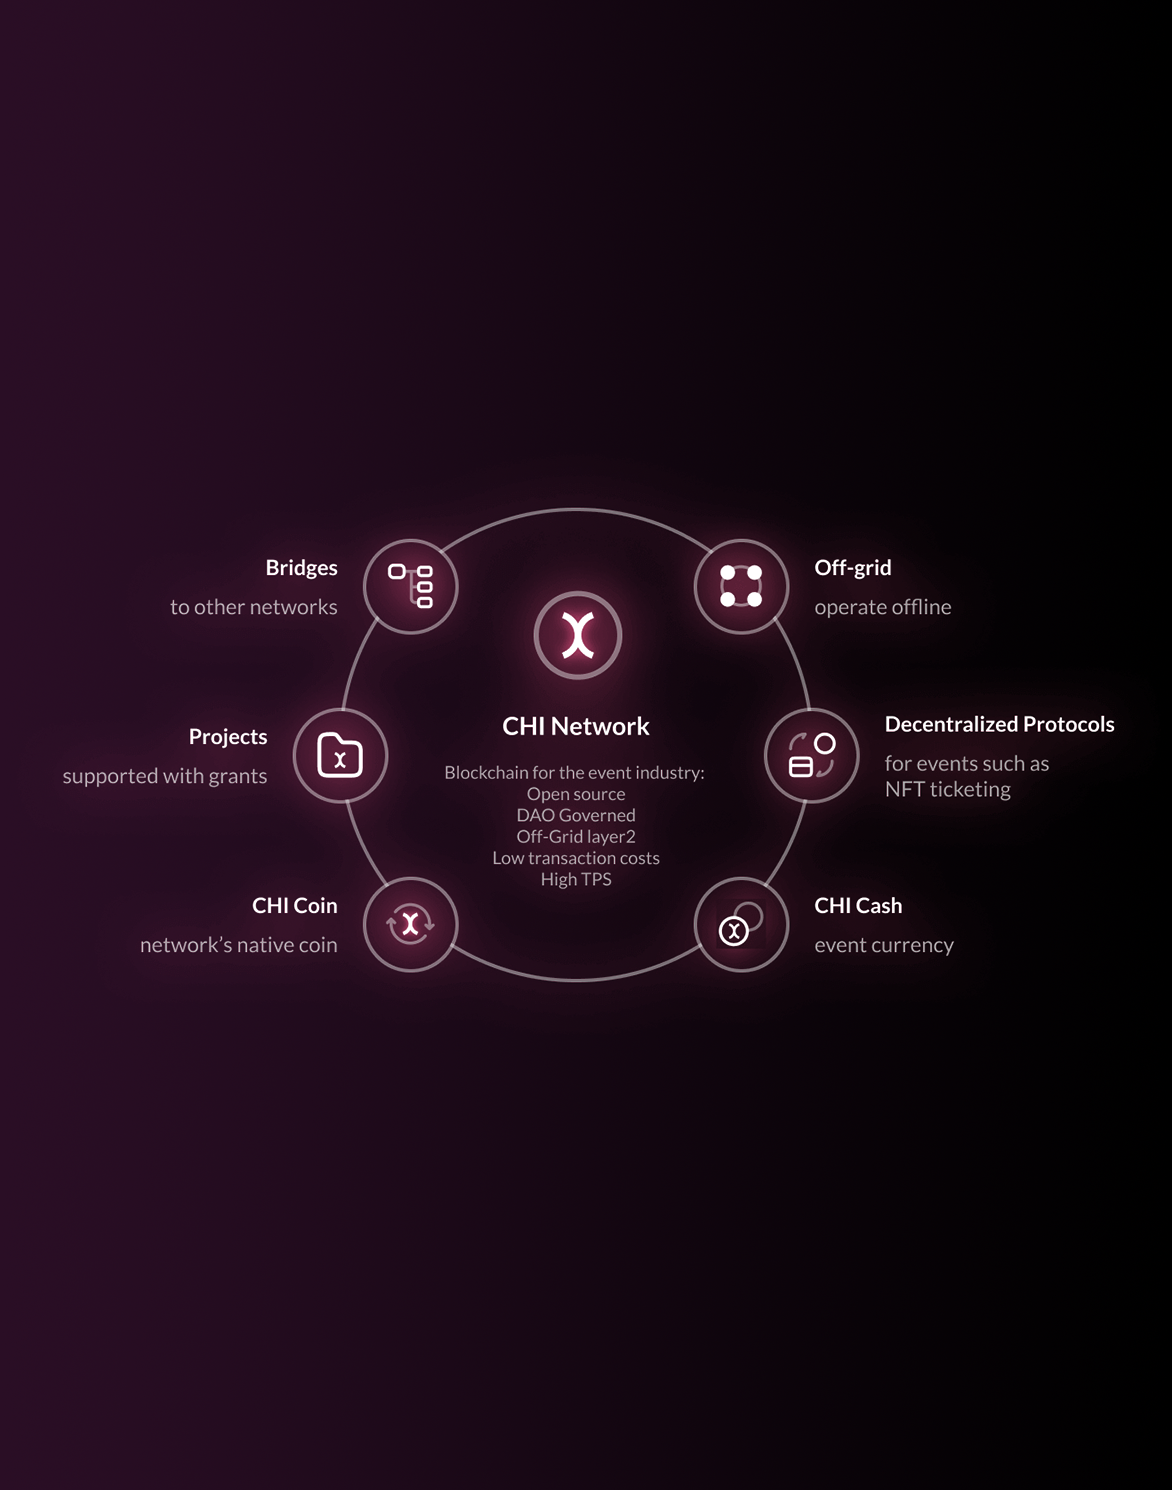 Bridges
to other networks
Off-grid
operate offline
CHI Network
Blockchain for the event industry:
Open source
DAO Governed
Off-Grid layer2
Low transaction costs
High TPS
Projects
supported with grants
Decentralized Protocols
for events such as
NFT ticketing
CHI Coin
network’s native coin
CHI Cash
event currency